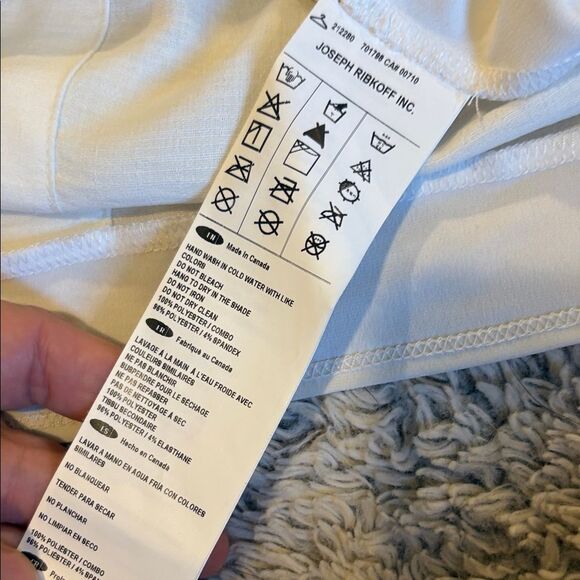 212280 701798 CA# 00710
JOSEPH RIBKOFF INC.
EN Made in Canada
HAND WASH IN COLD WATER WITH LIKE
COLORS
DO NOT BLEACH
HANG TO DRY IN THE SHADE
DO NOT IRON
DO NOT DRY CLEAN
100% POLYESTER / COMBO
96% POLYESTER / 4% SPANDEX
FR Fabriqué au Canada
LAVAGE À LA MAIN À L'EAU FROIDE AVEC
COULEURS SIMILAIRES
NE PAS BLANCHIR
SUSPENDRE POUR LE SÉCHAGE
NE PAS REPASSER
PAS DE NETTOYAGE À SEC
100% POLYESTER
TISSU SECONDAIRE
96% POLYESTER / 4% ELASTHANE
ES Hecho en Canadá
LAVAR A MANO EN AGUA FRÍA CON COLORES
SIMILARES
NO BLANQUEAR
TENDER PARA SECAR
NO PLANCHAR
NO LIMPIAR EN SECO
100% POLIÉSTER / COMBO
96% POLIÉSTER / 4%